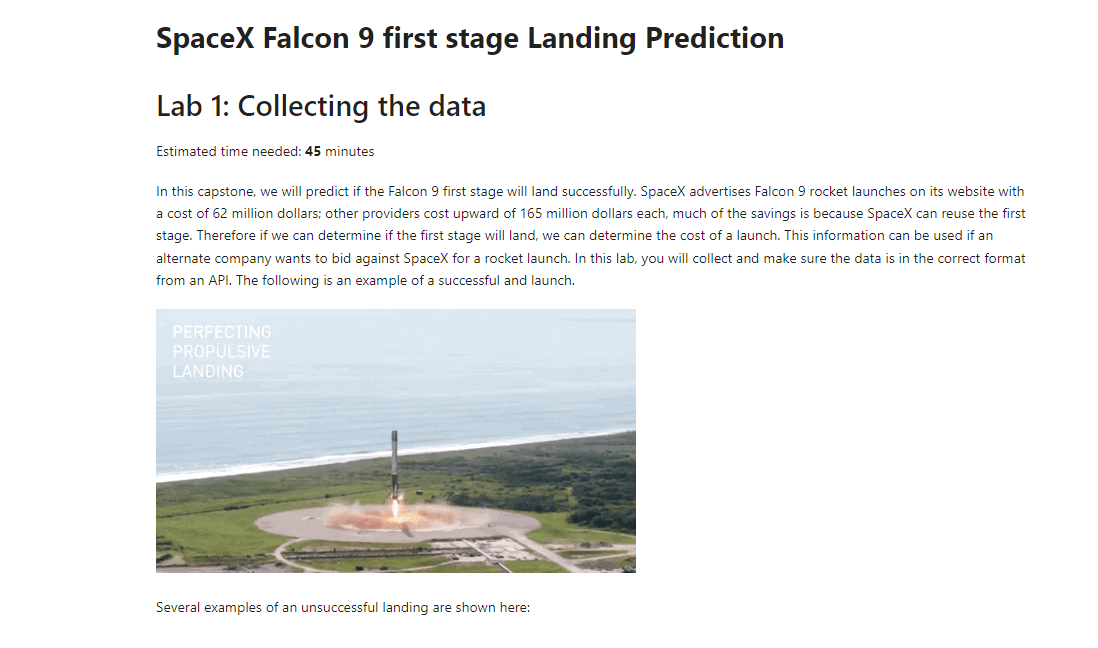 SpaceX Falcon 9 first stage Landing Prediction
Lab 1: Collecting the data
Estimated time needed: 45 minutes
In this capstone, we will predict if the Falcon 9 first stage will land successfully. SpaceX advertises Falcon 9 rocket launches on its website with
a cost of 62 million dollars; other providers cost upward of 165 million dollars each, much of the savings is because SpaceX can reuse the first
stage. Therefore if we can determine if the first stage will land, we can determine the cost of a launch. This information can be used if an
alternate company wants to bid against SpaceX for a rocket launch. In this lab, you will collect and make sure the data is in the correct format
from an API. The following is an example of a successful and launch.
PERFECTING
PROPULSIVE
LANDING
Several examples of an unsuccessful landing are shown here: